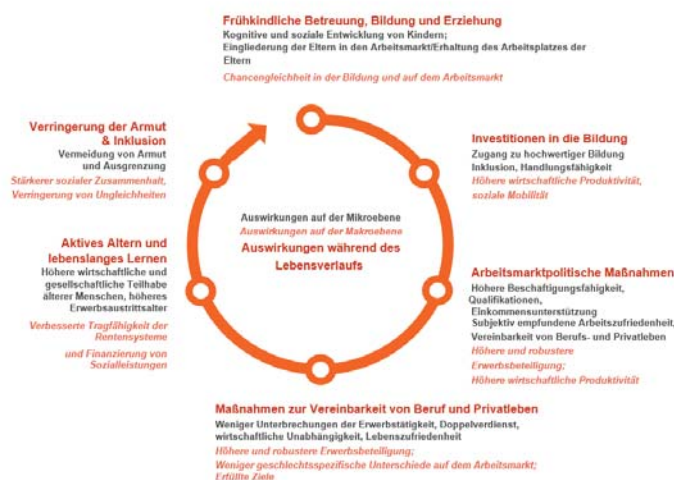 Frühkindliche Betreuung, Bildung und Erziehung
Kognitive und soziale Entwicklung von Kindern;
Eingliederung der Eltern in den Arbeitsmarkt/Erhaltung des Arbeitsplatzes der
Eltern
Chancengleichheit in der Bildung und auf dem Arbeitsmarkt
Investitionen in die Bildung
Zugang zu hochwertiger Bildung
Inklusion, Handlungsfähigkeit
Höhere wirtschaftliche Produktivität,
soziale Mobilität
Arbeitsmarktpolitische Maßnahmen
Höhere Beschaftigungsfähigkeit,
Qualifikationen,
Einkommensunterstützung
Subjektiv empfundene Arbeitszufriedenheit,
Vereinbarkeit von Berufs- und Privatleben
Höhere und robustere
Erwerbsbeteiligung;
Höhere wirtschaftliche Produktivität
Maßnahmen zur Vereinbarkeit von Beruf und Privatleben
Weniger Unterbrechungen der Erwerbstätigkeit, Doppelverdienst,
wirtschaftliche Unabhängigkeit, Lebenszufriedenheit
Höhere und robustere Erwerbsbeteiligung;
Weniger geschlechtsspezifische Unterschiede auf dem Arbeitsmarkt;
Erfüllte Ziele
Aktives Altern und
lebenslanges Lernen
Höhere wirtschaftliche und
gesellschaftliche Teilhabe
älterer Menschen, höheres
Erwerbsaustrittsalter
Verbesserte Tragfähigkeit der
Rentensysteme
und Finanzierung von
Sozialleistungen
Verringerung der Armut
& Inklusion
Vermeidung von Armut
und Ausgrenzung
Stärkerer sozialer Zusammenhalt,
Verringerung von Ungleichheiten
Auswirkungen auf der Mikroebene
Auswirkungen auf der Makroebene
Auswirkungen während des
Lebensverlaufs